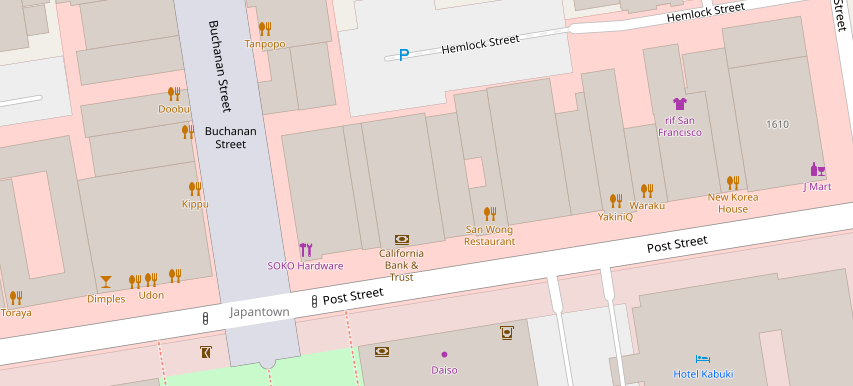 Hemlock Street
Street
Tanpopo
Buchanan Street
Hemlock Street
P
Doobu
Buchanan
Street
rif San
Francisco
1610
Kippu
J Mart
New Korea
House
YakiniQ
Waraku
San Wong
Restaurant
Post Street
California
Bank &
Trust
SOKO Hardware
Dimples
Udon
Post Street
Toraya
Japantown
Daiso
Hotel Kabuki